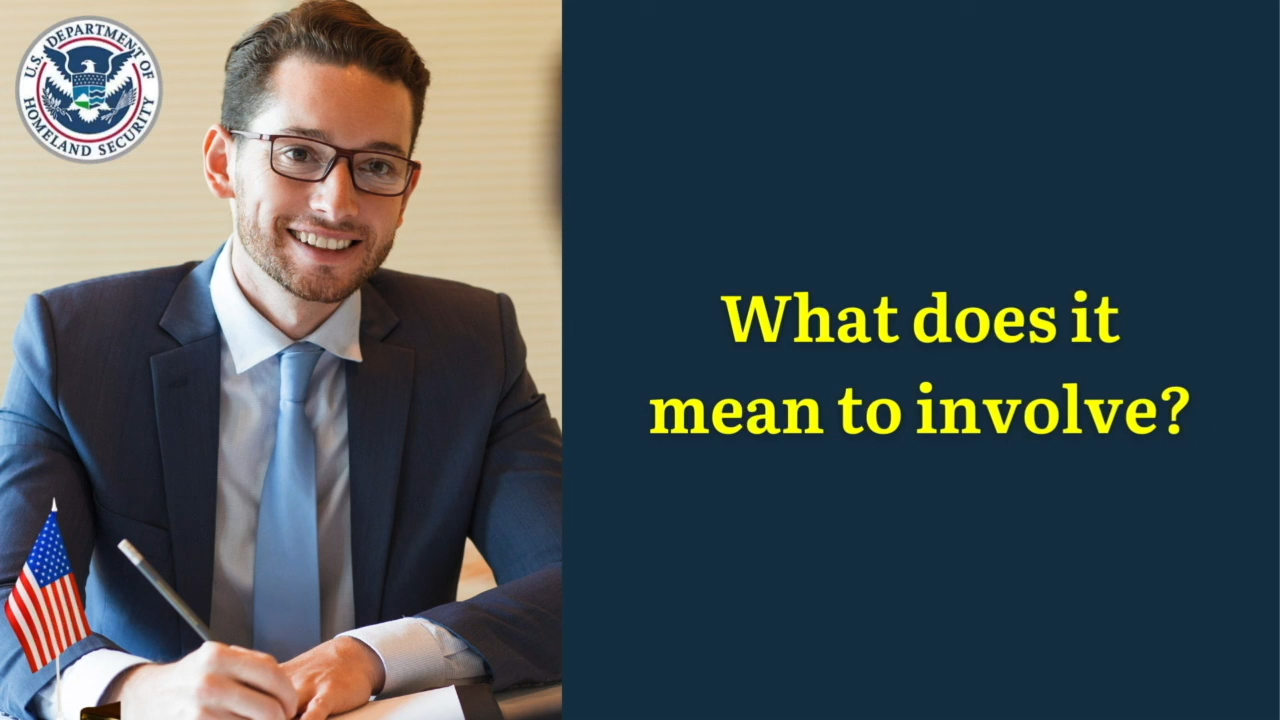 U.S. DEPARTMENT OF
HOMELAND SECURITY
What does it
mean to involve?